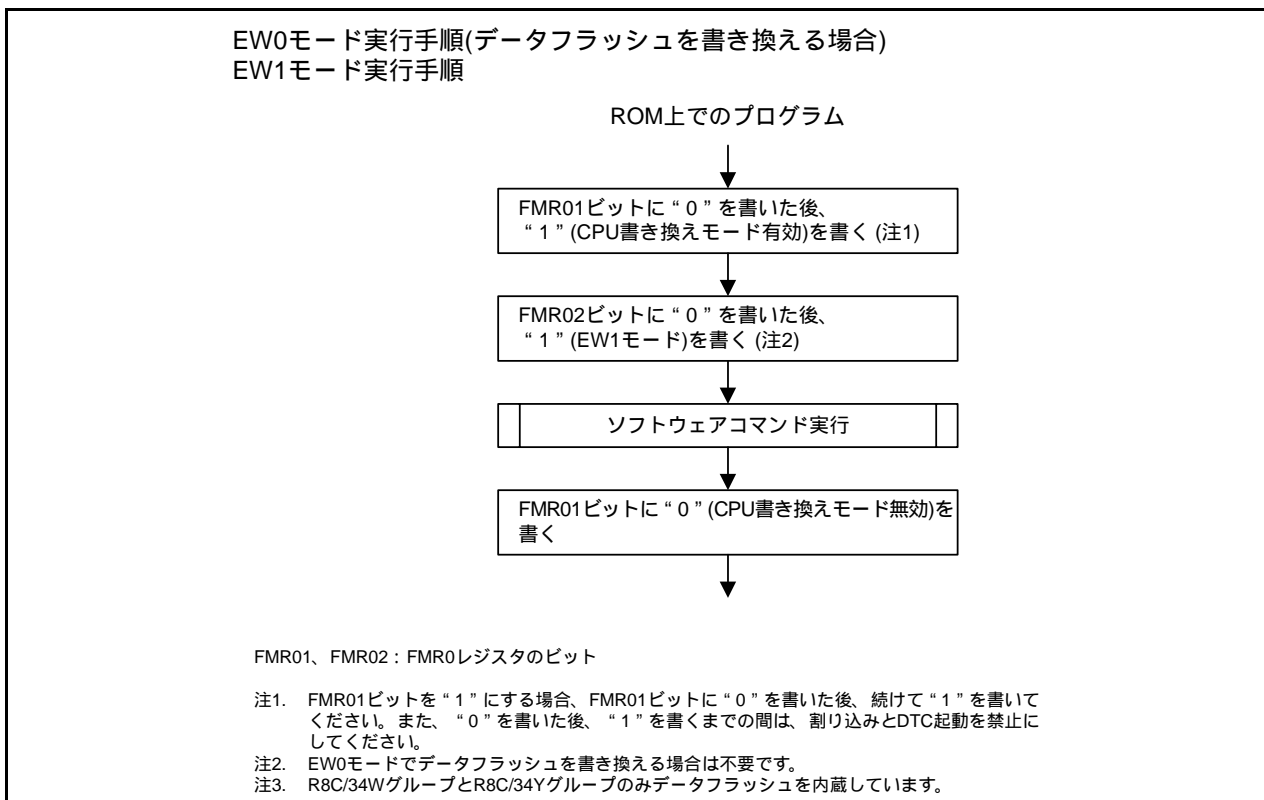 EW0モード実行手順(データフラッシュを書き換える場合)
EW1モード実行手順
ROM上でのプログラム
FMR01ビットに“0”を書いた後、
“1”(CPU書き換えモード有効)を書く(注1)
FMR02ビットに“0”を書いた後、
“1”(EW1モード)を書く(注2)
ソフトウェアコマンド実行
FMR01ビットに“0”(CPU書き換えモード無効)を
書く
FMR01、FMR02：FMR0レジスタのビット
注1. FMR01ビットを“1”にする場合、FMR01ビットに“0”を書いた後、続けて“1”を書いて
ください。また、“0”を書いた後、“1”を書くまでの間は、割り込みとDTC起動を禁止に
してください。
注2. EW0モードでデータフラッシュを書き換える場合は不要です。
注3. R8C/34WグループとR8C/34Yグループのみデータフラッシュを内蔵しています。